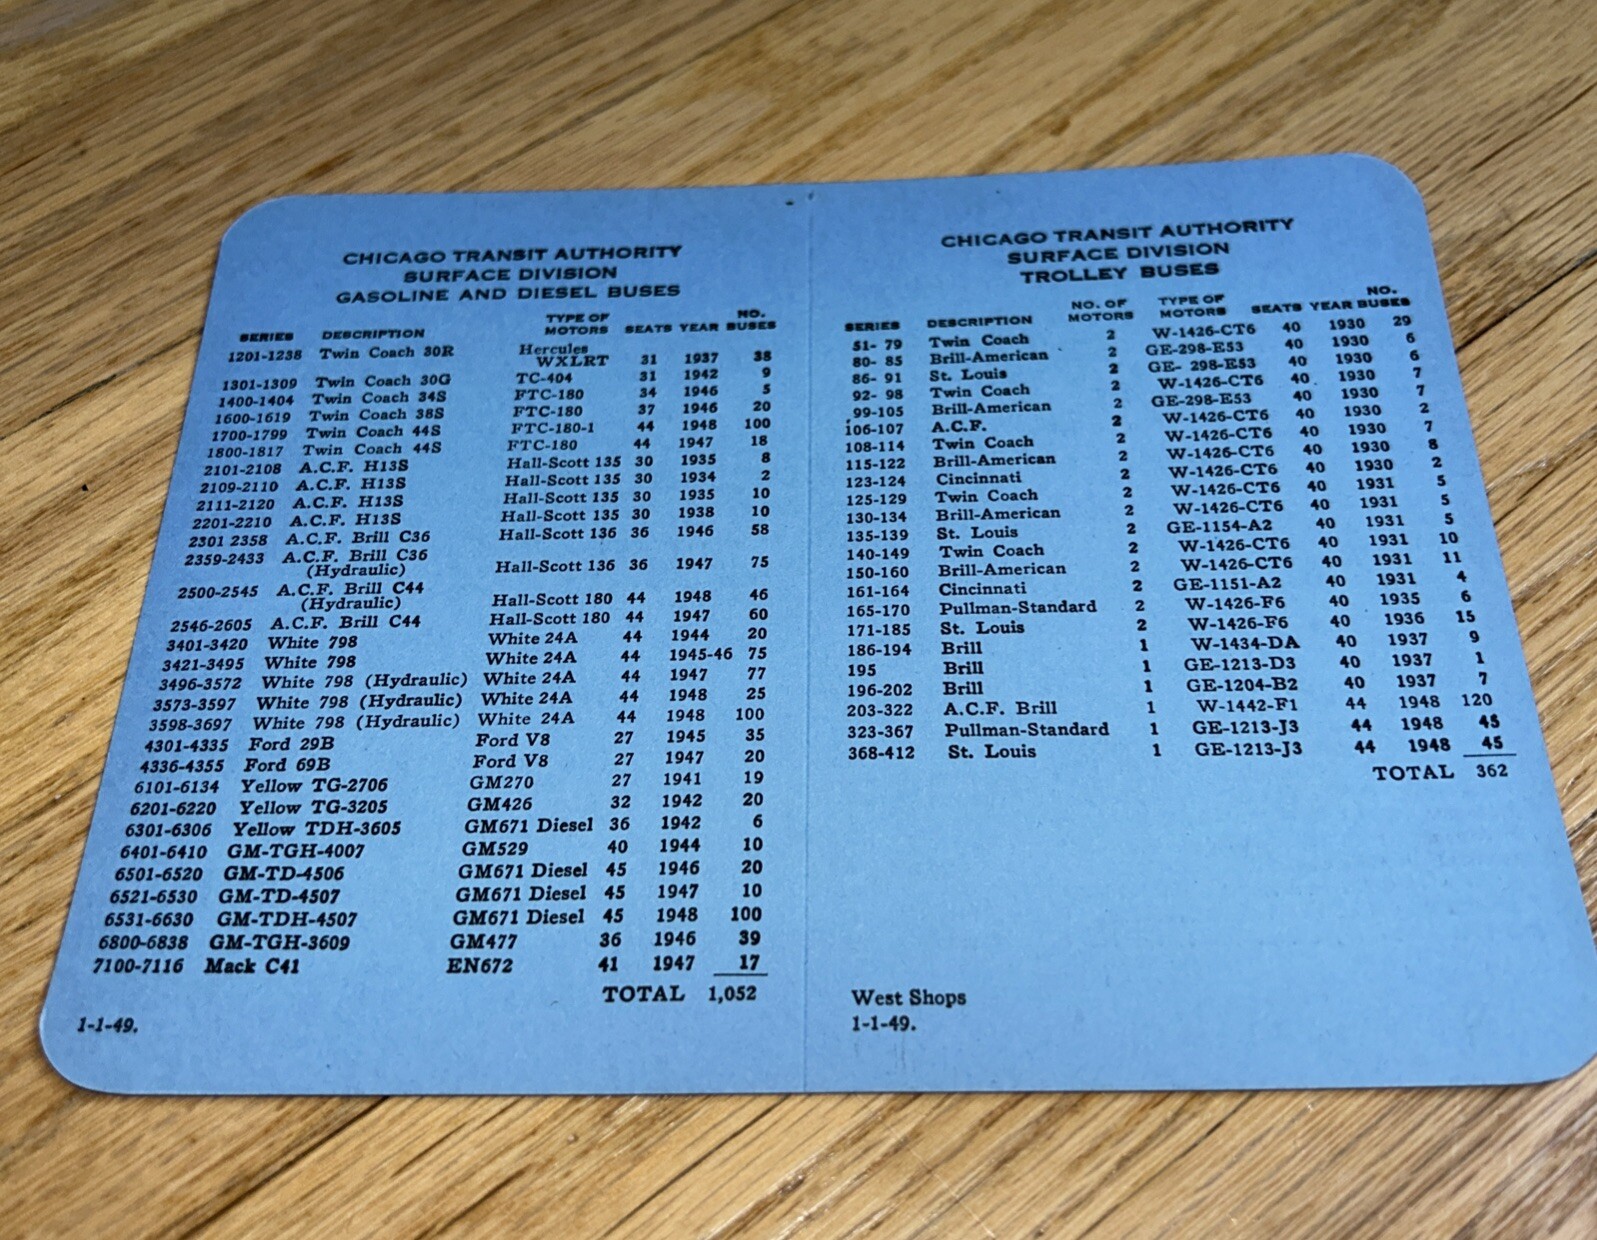 CHICAGO TRANSIT AUTHORITY
SURFACE DIVISION
GASOLINE AND DIESEL BUSES
SERIES DESCRIPTION TYPE OF MOTORS SEATS YEAR NO. BUSES
1201-1238 Twin Coach 30R Hercules WXLRT 31 1937 38
1301-1309 Twin Coach 30G TC-404 31 1942 9
1400-1404 Twin Coach 34S FTC-180 34 1946 5
1600-1619 Twin Coach 38S FTC-180 37 1946 20
1700-1799 Twin Coach 44S FTC-180-1 44 1948 100
1800-1817 Twin Coach 44S FTC-180 44 1947 18
2101-2108 A.C.F. H13S Hall-Scott 135 30 1935 8
2109-2110 A.C.F. H13S Hall-Scott 135 30 1934 2
2111-2120 A.C.F. H13S Hall-Scott 135 30 1935 10
2201-2210 A.C.F. H13S Hall-Scott 135 30 1938 10
2301 2358 A.C.F. Brill C36 Hall-Scott 136 36 1946 58
2359-2433 A.C.F. Brill C36
(Hydraulic) Hall-Scott 136 36 1947 75
2500-2545 A.C.F. Brill C44
(Hydraulic) Hall-Scott 180 44 1948 46
2546-2605 A.C.F. Brill C44 Hall-Scott 180 44 1947 60
3401-3420 White 798 White 24A 44 1944 20
3421-3495 White 798 White 24A 44 1945-46 75
3496-3572 White 798 (Hydraulic) White 24A 44 1947 77
3573-3597 White 798 (Hydraulic) White 24A 44 1948 25
3598-3697 White 798 (Hydraulic) White 24A 44 1948 100
4301-4335 Ford 29B Ford V8 27 1945 35
4336-4355 Ford 69B Ford V8 27 1947 20
6101-6134 Yellow TG-2706 GM270 27 1941 19
6201-6220 Yellow TG-3205 GM426 32 1942 20
6301-6306 Yellow TDH-3605 GM671 Diesel 36 1942 6
6401-6410 GM-TGH-4007 GM529 40 1944 10
6501-6520 GM-TD-4506 GM671 Diesel 45 1946 20
6521-6530 GM-TD-4507 GM671 Diesel 45 1947 10
6531-6630 GM-TDH-4507 GM671 Diesel 45 1948 100
6800-6838 GM-TGH-3609 GM477 36 1946 39
7100-7116 Mack C41 EN672 41 1947 17
TOTAL 1,052
1-1-49.
CHICAGO TRANSIT AUTHORITY
SURFACE DIVISION
TROLLEY BUSES
SERIES DESCRIPTION NO. OF MOTORS TYPE OF MOTORS SEATS YEAR NO. BUSES
51- 79 Twin Coach 2 W-1426-CT6 40 1930 29
80- 85 Brill-American 2 GE-298-E53 40 1930 6
86- 91 St. Louis 2 GE- 298-E53 40 1930 6
92- 98 Twin Coach 2 W-1426-CT6 40 1930 7
99-105 Brill-American 2 GE-298-E53 40 1930 7
106-107 A.C.F. 2 W-1426-CT6 40 1930 2
108-114 Twin Coach 2 W-1426-CT6 40 1930 7
115-122 Brill-American 2 W-1426-CT6 40 1930 8
123-124 Cincinnati 2 W-1426-CT6 40 1930 2
125-129 Twin Coach 2 W-1426-CT6 40 1931 5
130-134 Brill-American 2 W-1426-CT6 40 1931 5
135-139 St. Louis 2 GE-1154-A2 40 1931 5
140-149 Twin Coach 2 W-1426-CT6 40 1931 10
150-160 Brill-American 2 W-1426-CT6 40 1931 11
161-164 Cincinnati 2 GE-1151-A2 40 1931 4
165-170 Pullman-Standard 2 W-1426-F6 40 1935 6
171-185 St. Louis 2 W-1426-F6 40 1936 15
186-194 Brill 1 W-1434-DA 40 1937 9
195 Brill 1 GE-1213-D3 40 1937 1
196-202 Brill 1 GE-1204-B2 40 1937 7
203-322 A.C.F. Brill 1 W-1442-F1 44 1948 120
323-367 Pullman-Standard 1 GE-1213-J3 44 1948 45
368-412 St. Louis 1 GE-1213-J3 44 1948 45
TOTAL 362
West Shops
1-1-49.